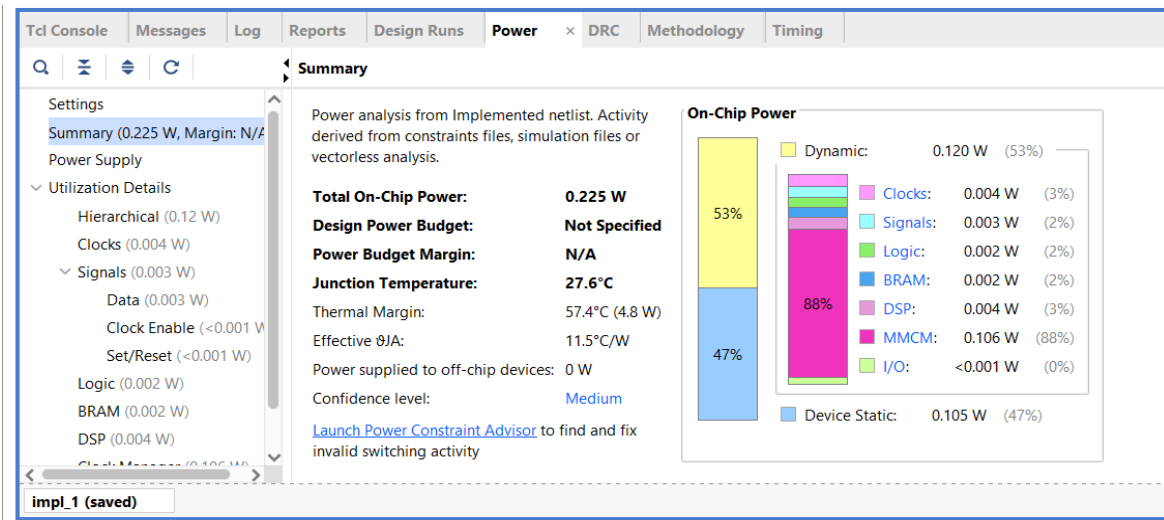 Tcl Console Messages Log Reports Design Runs Power × DRC Methodology Timing
Summary
Settings
Summary (0.225 W, Margin: N/A
Power Supply
Utilization Details
Hierarchical (0.12 W)
Clocks (0.004 W)
Signals (0.003 W)
Data (0.003 W)
Clock Enable (<0.001 W
Set/Reset (<0.001 W)
Logic (0.002 W)
BRAM (0.002 W)
DSP (0.004 W)
Clock Manager (0.106 W)
Power analysis from Implemented netlist. Activity
derived from constraints files, simulation files or
vectorless analysis.
Total On-Chip Power: 0.225 W
Design Power Budget: Not Specified
Power Budget Margin: N/A
Junction Temperature: 27.6°C
Thermal Margin: 57.4°C (4.8 W)
Effective ϑJA: 11.5°C/W
Power supplied to off-chip devices: 0 W
Confidence level: Medium
Launch Power Constraint Advisor to find and fix
invalid switching activity
On-Chip Power
53%
47%
Dynamic: 0.120 W (53%)
88%
Clocks: 0.004 W (3%)
Signals: 0.003 W (2%)
Logic: 0.002 W (2%)
BRAM: 0.002 W (2%)
DSP: 0.004 W (3%)
MMCM: 0.106 W (88%)
I/O: <0.001 W (0%)
Device Static: 0.105 W (47%)
impl_1 (saved)